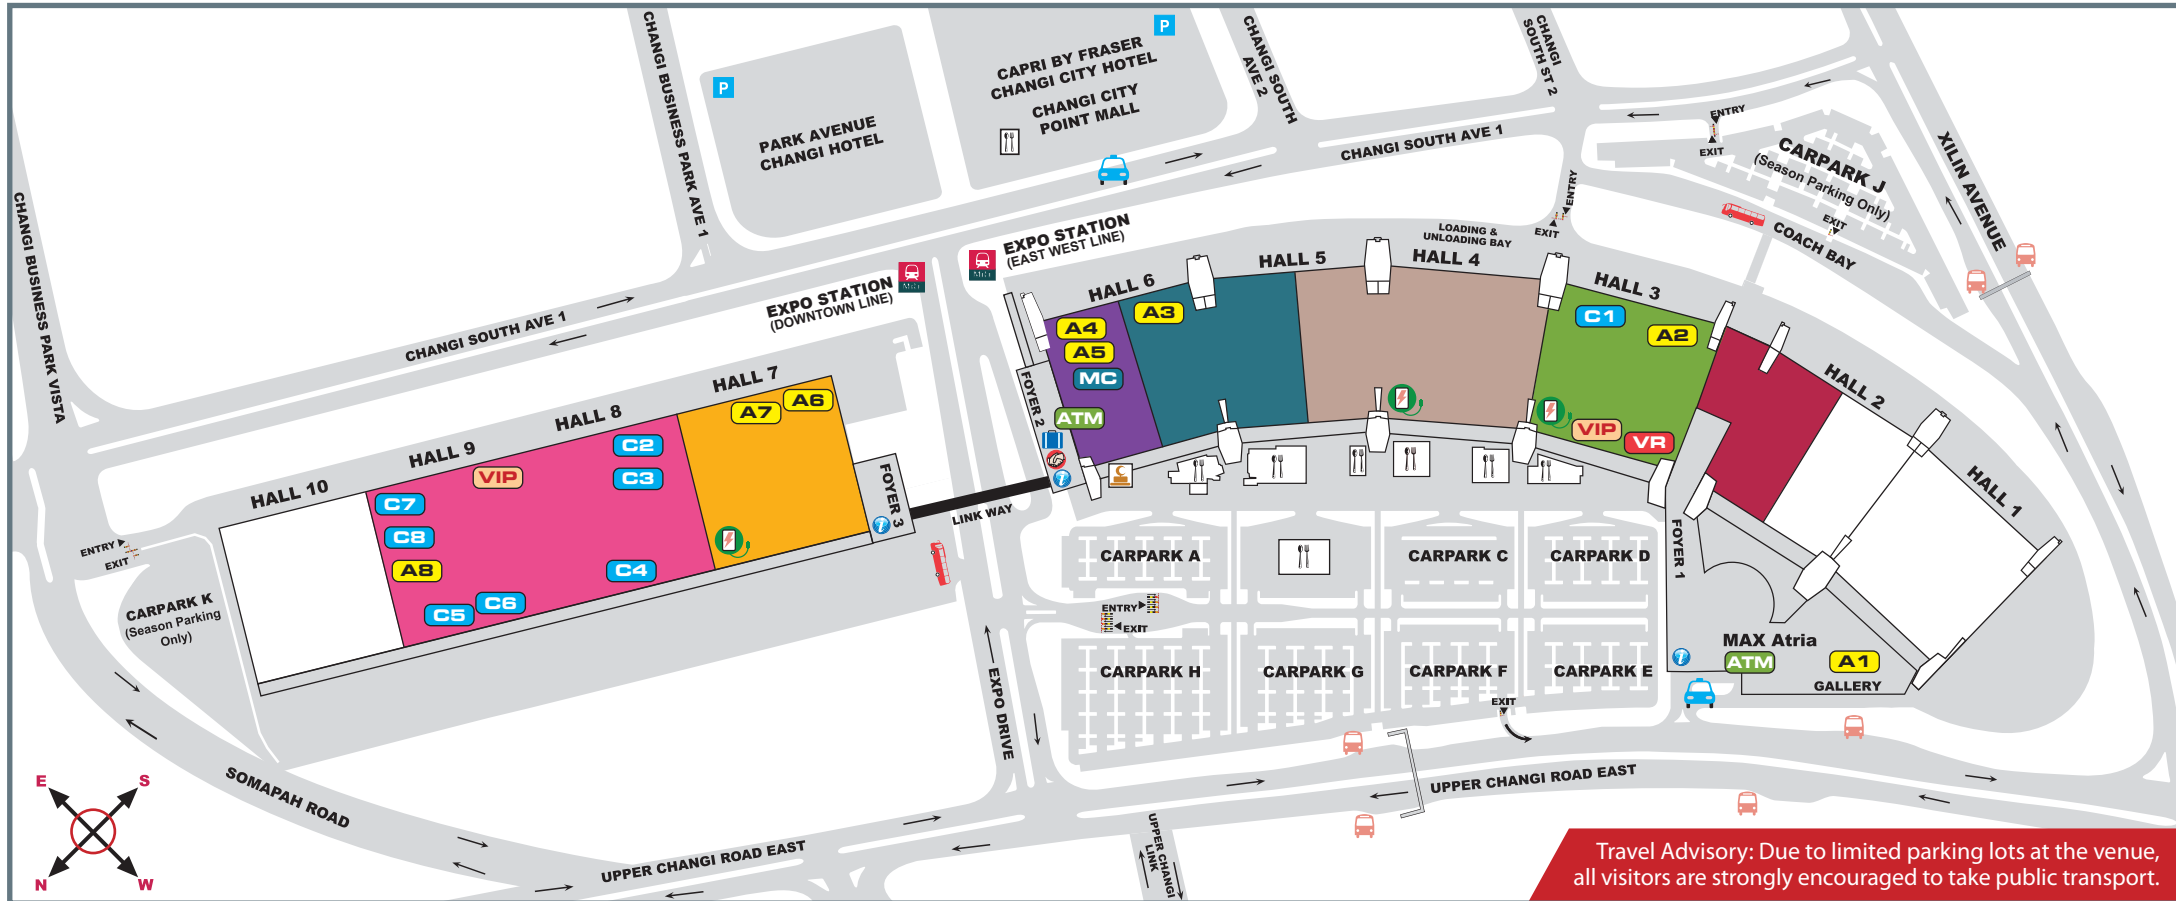 CHANGI BUSINESS PARK VISTA
CHANGI BUSINESS PARK AVE 1
P
PARK AVENUE
CHANGI HOTEL
CAPRI BY FRASER
CHANGI CITY HOTEL
CHANGI CITY
POINT MALL
P
CHANGI SOUTH
AVE 2
CHANGI
SOUTH ST 2
CHANGI SOUTH AVE 1
CHANGI SOUTH AVE 1
XILIN AVENUE
ENTRY
EXIT
CARPARK J
(Season Parking
Only)
EXIT
COACH BAY
ENTRY
EXIT
LOADING &
UNLOADING BAY
EXPO STATION
(EAST WEST LINE)
EXPO STATION
(DOWNTOWN LINE)
HALL 10
HALL 9
HALL 8
HALL 7
HALL 6
HALL 5
HALL 4
HALL 3
HALL 2
HALL 1
A4
A5
MC
ATM
A3
C1
A2
VIP
VR
A7
A6
C2
C3
VIP
C7
C8
A8
C5
C6
C4
FOYER 3
LINK WAY
FOYER 2
FOYER 1
ENTRY
EXIT
CARPARK K
(Season Parking
Only)
CARPARK A
CARPARK C
CARPARK D
ENTRY
EXIT
CARPARK H
CARPARK G
CARPARK F
CARPARK E
EXIT
MAX Atria
ATM
A1
GALLERY
EXPO DRIVE
SOMAPAH ROAD
UPPER CHANGI ROAD EAST
UPPER CHANGI ROAD EAST
UPPER CHANGI
LINK
E
S
N
W
Travel Advisory: Due to limited parking lots at the venue,
all visitors are strongly encouraged to take public transport.